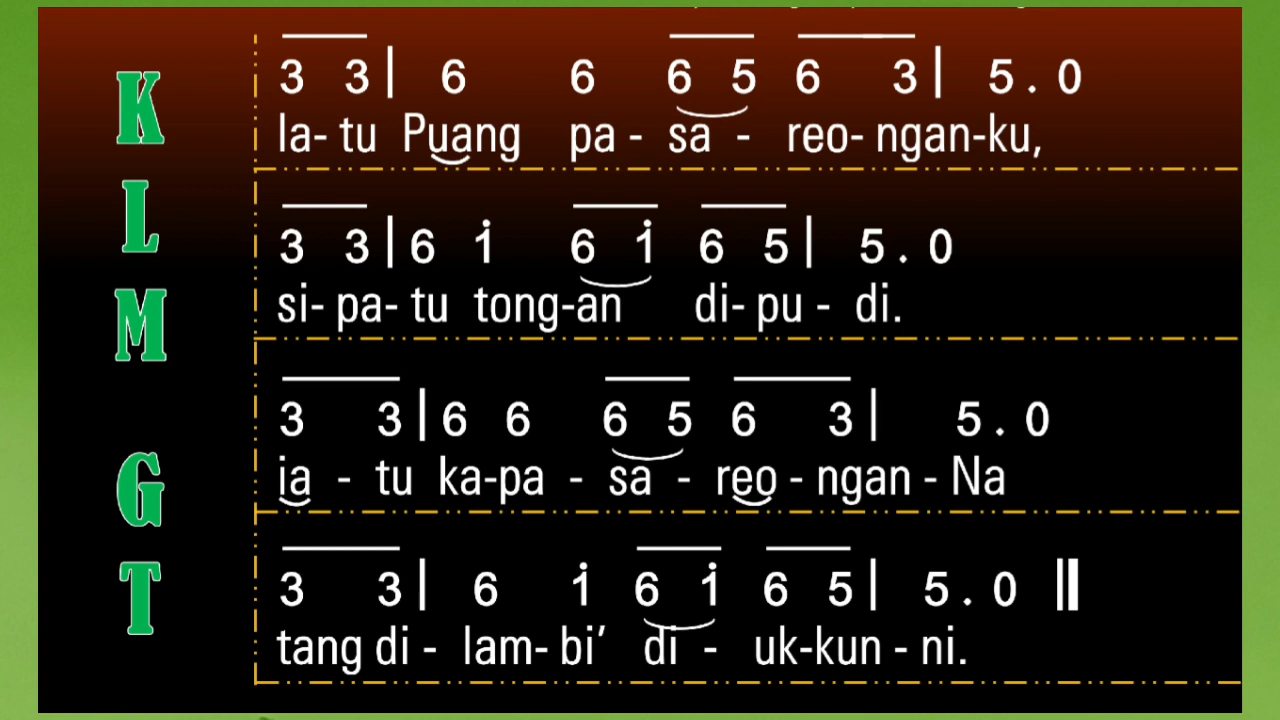 K
L
M
G
T
3 3 | 6 6 6 5 6 3 | 5 . 0
la- tu Puang pa - sa - reo- ngan-ku,
3 3 | 6 i̇ 6 i̇ 6 5 | 5 . 0
si- pa- tu tong-an di- pu - di.
3 3 | 6 6 6 5 6 3 | 5 . 0
ia - tu ka-pa - sa - reo - ngan - Na
3 3 | 6 i̇ 6 i̇ 6 5 | 5 . 0 ||
tang di - lam- bi’ di - uk-kun - ni.